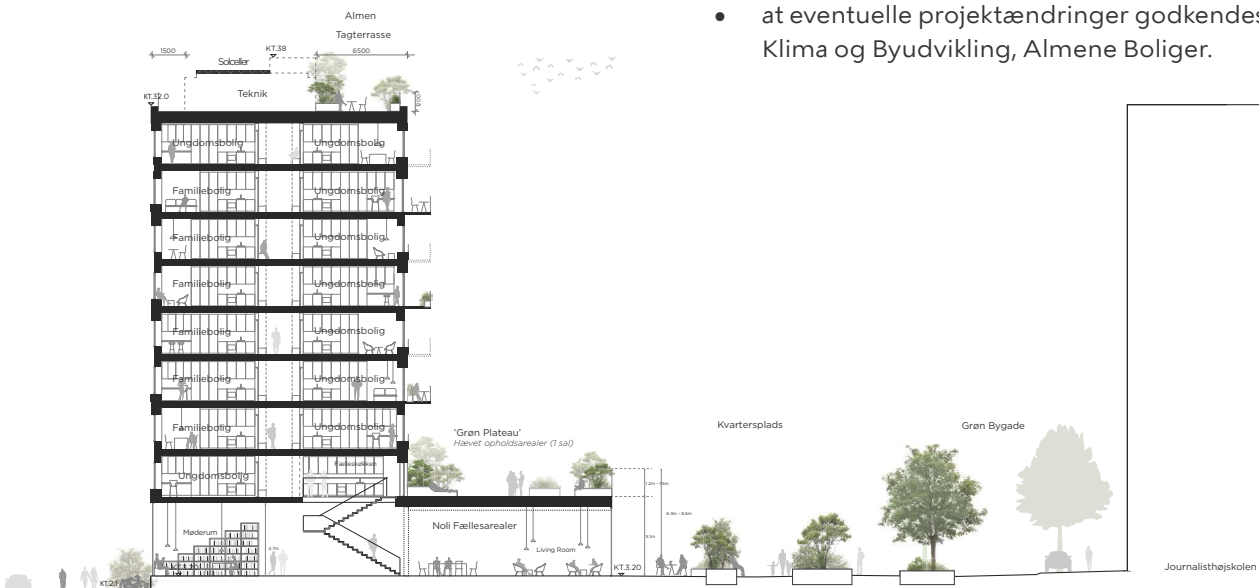 Almen
Tagterrasse
• at eventuelle projektændringer godkendes
Klima og Byudvikling, Almene Boliger.
1500
KT.38
6500
Solceller
Teknik
KT.32.0
Ungdomsbolig Ungdomsbolig
Familiebolig Ungdomsbolig
Familiebolig Ungdomsbolig
Familiebolig Ungdomsbolig
Familiebolig Ungdomsbolig
Familiebolig Ungdomsbolig
Familiebolig Ungdomsbolig
Ungdomsbolig Fælleskøkken
'Grøn Plateau'
Hævet opholdsarealer (1 sal)
Kvartersplads
Grøn Bygade
Møderum
Noli Fællesarealer
Living Room
KT.3.20
Journalisthøjskolen